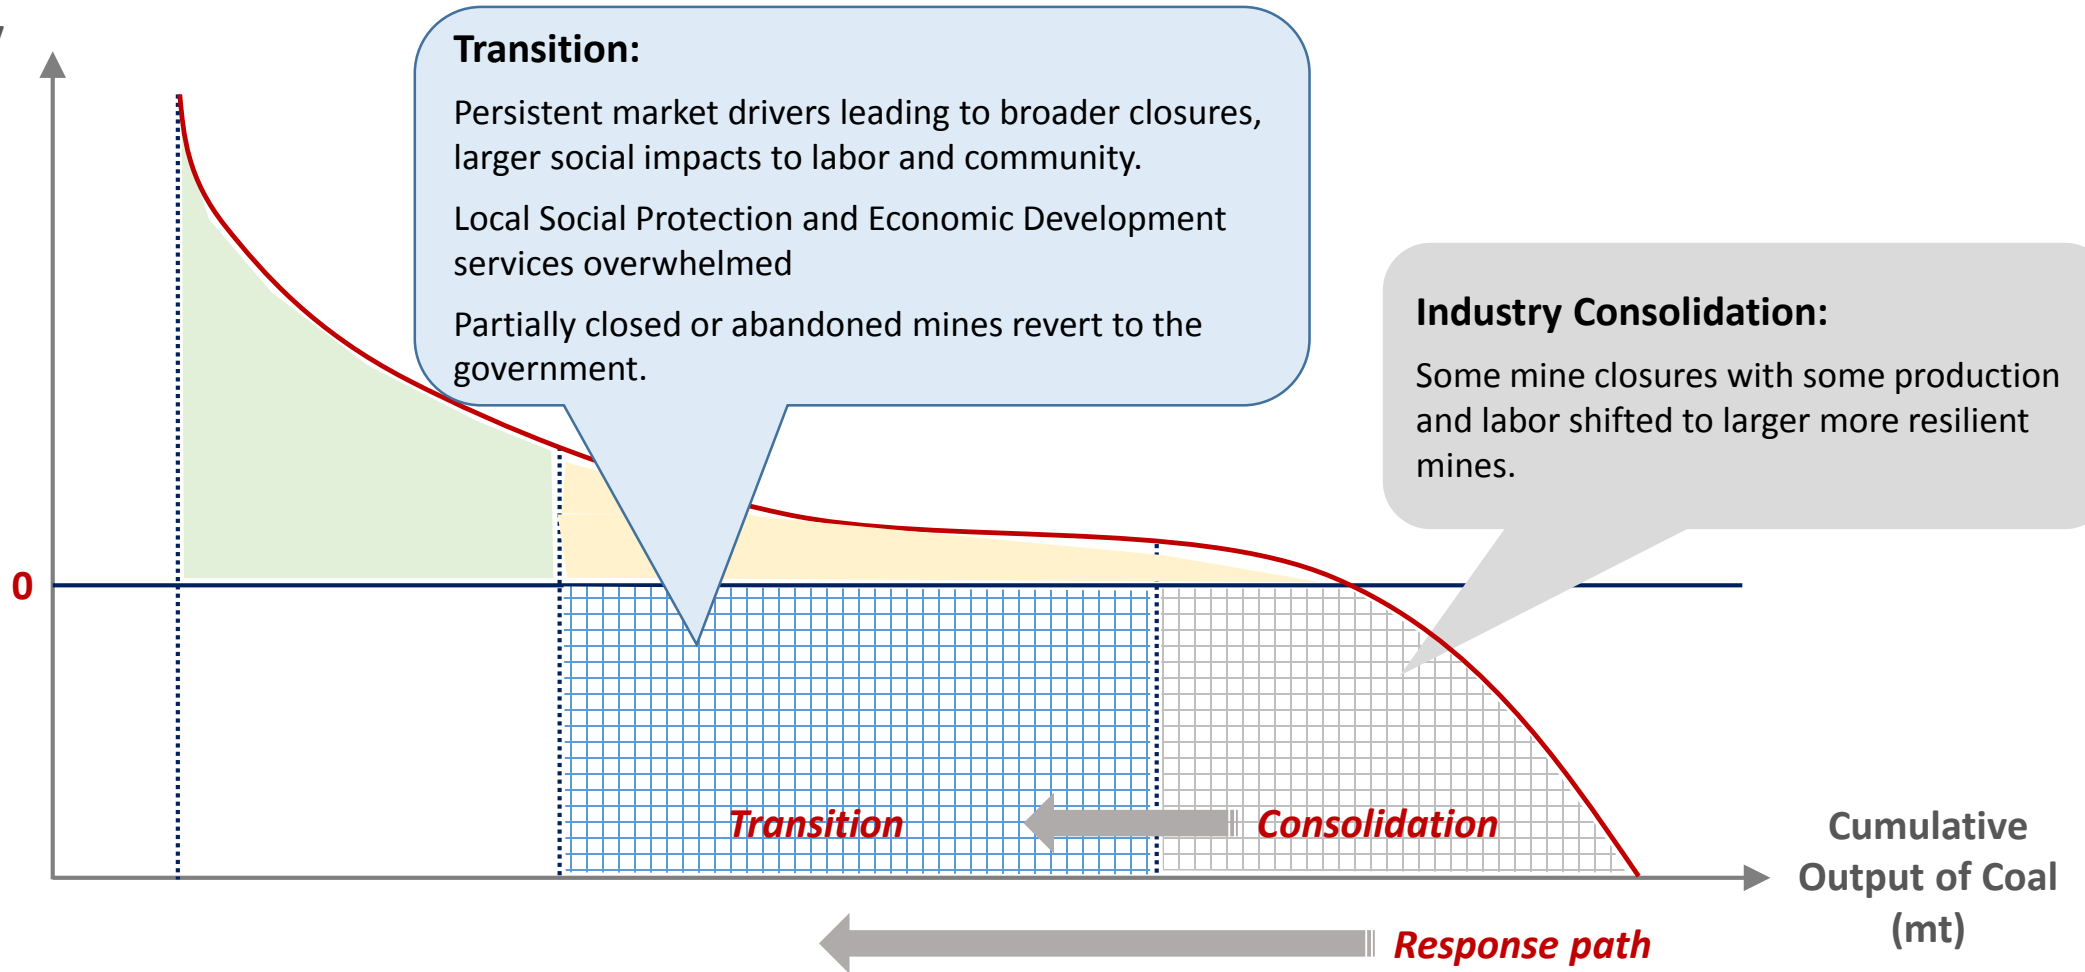 Transition:
Persistent market drivers leading to broader closures,
larger social impacts to labor and community.
Local Social Protection and Economic Development
services overwhelmed
Partially closed or abandoned mines revert to the
government.
Industry Consolidation:
Some mine closures with some production
and labor shifted to larger more resilient
mines.
0
Transition
Consolidation
Cumulative
Output of Coal
(mt)
Response path